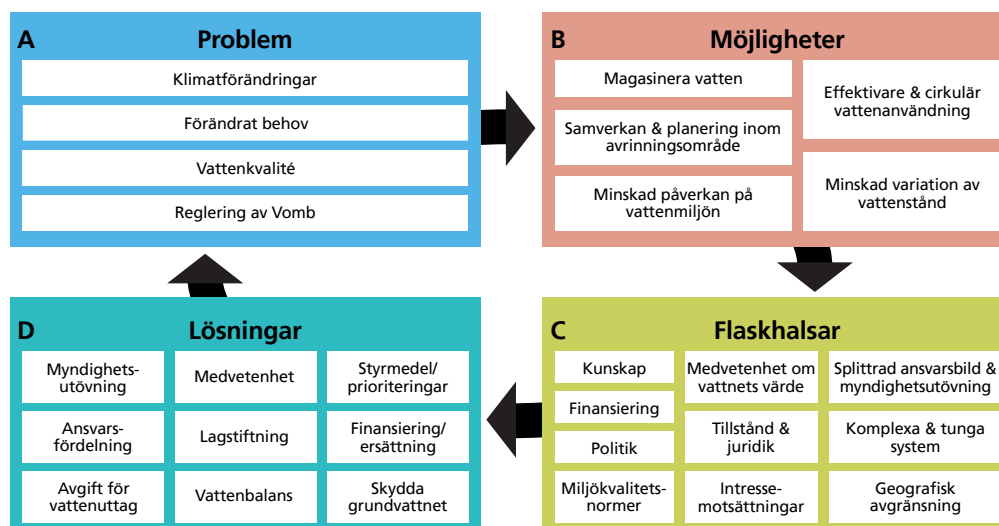 A
Problem
Klimatförändringar
Förändrat behov
Vattenkvalité
Reglering av Vomb
B
Möjligheter
Magasinera vatten
Samverkan & planering inom
avrinningsområde
Minskad påverkan på
vattenmiljön
Effektivare & cirkulär
vattenanvändning
Minskad variation av
vattenstånd
C
Flaskhalsar
Kunskap
Finansiering
Politik
Miljökvalitets-
normer
Medvetenhet om
vattnets värde
Tillstånd &
juridik
Intresse-
motsättningar
Splittrad ansvarsbild &
myndighetsutövning
Komplexa & tunga
system
Geografisk
avgränsning
D
Lösningar
Myndighets-
utövning
Ansvars-
fördelning
Avgift för
vattenuttag
Medvetenhet
Lagstiftning
Vattenbalans
Styrmedel/
prioriteringar
Finansiering/
ersättning
Skydda
grundvattnet